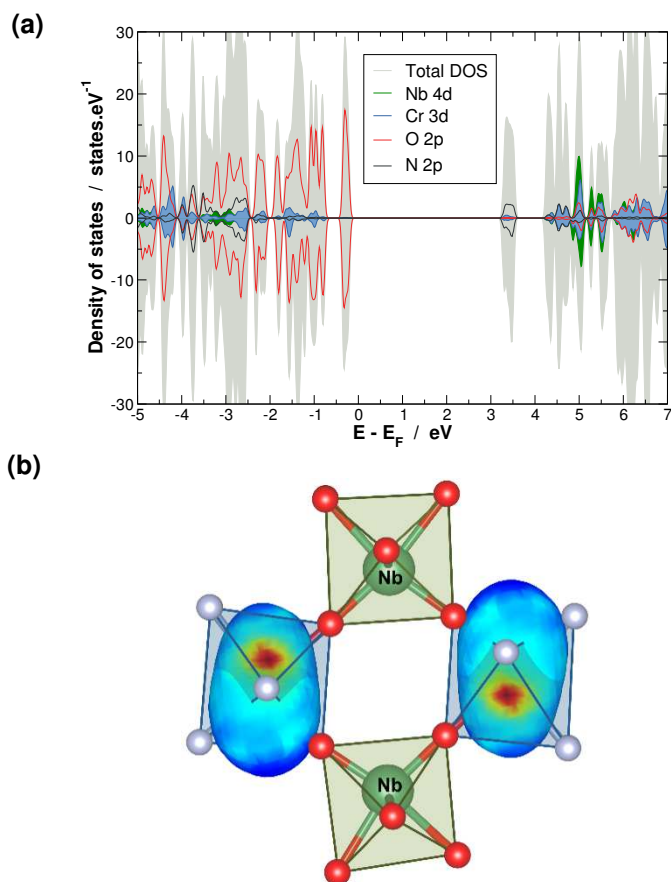 (a)
Density of states / states.eV⁻¹
30
20
10
0
-10
-20
-30
Total DOS
Nb 4d
Cr 3d
O 2p
N 2p
-5 -4 -3 -2 -1 0 1 2 3 4 5 6 7
E - E_F / eV
(b)
Nb
Nb